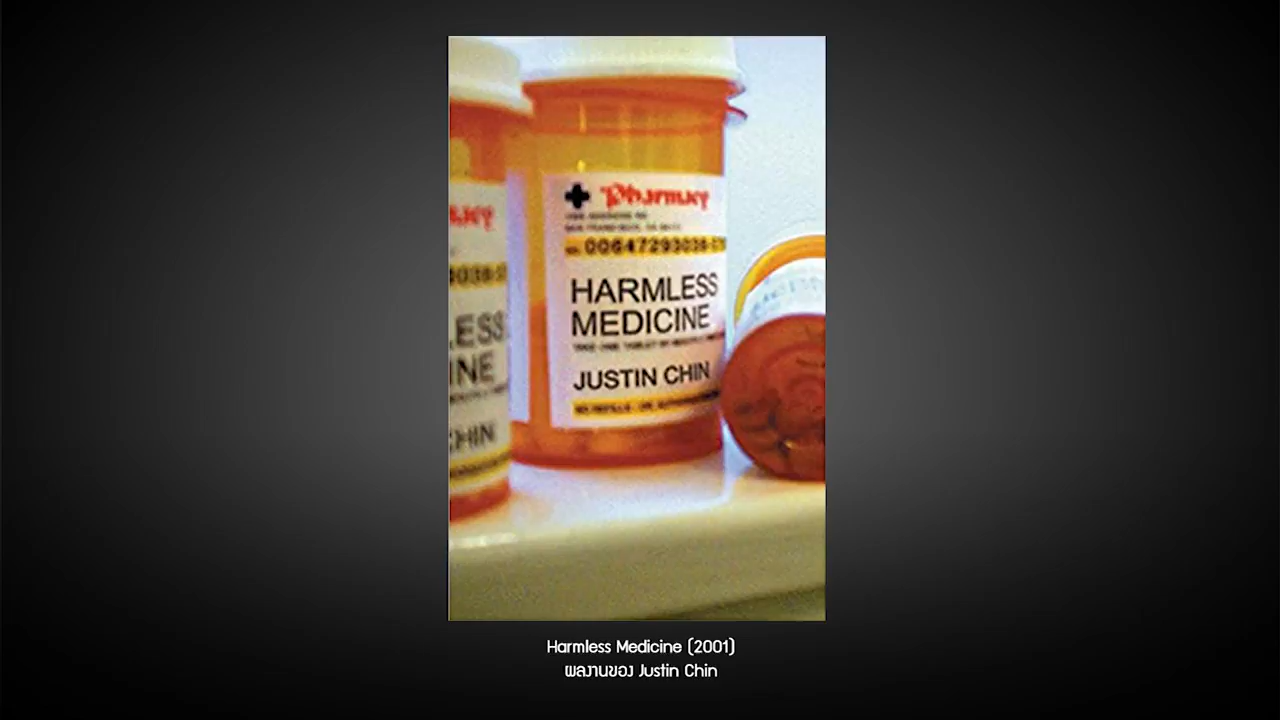 Pharmacy
00647293038-
HARMLESS
MEDICINE
JUSTIN CHIN
LESS
INE
CHIN
Harmless Medicine (2001)
ผลงานของ Justin Chin